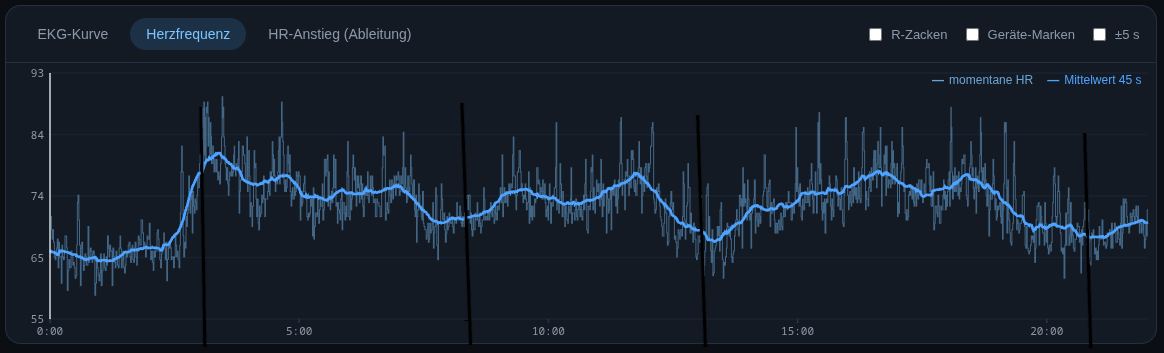 EKG-Kurve Herzfrequenz HR-Anstieg (Ableitung) R-Zacken Geräte-Marken ±5 s
momentane HR Mittelwert 45 s
93
84
74
65
55
0:00 5:00 10:00 15:00 20:00